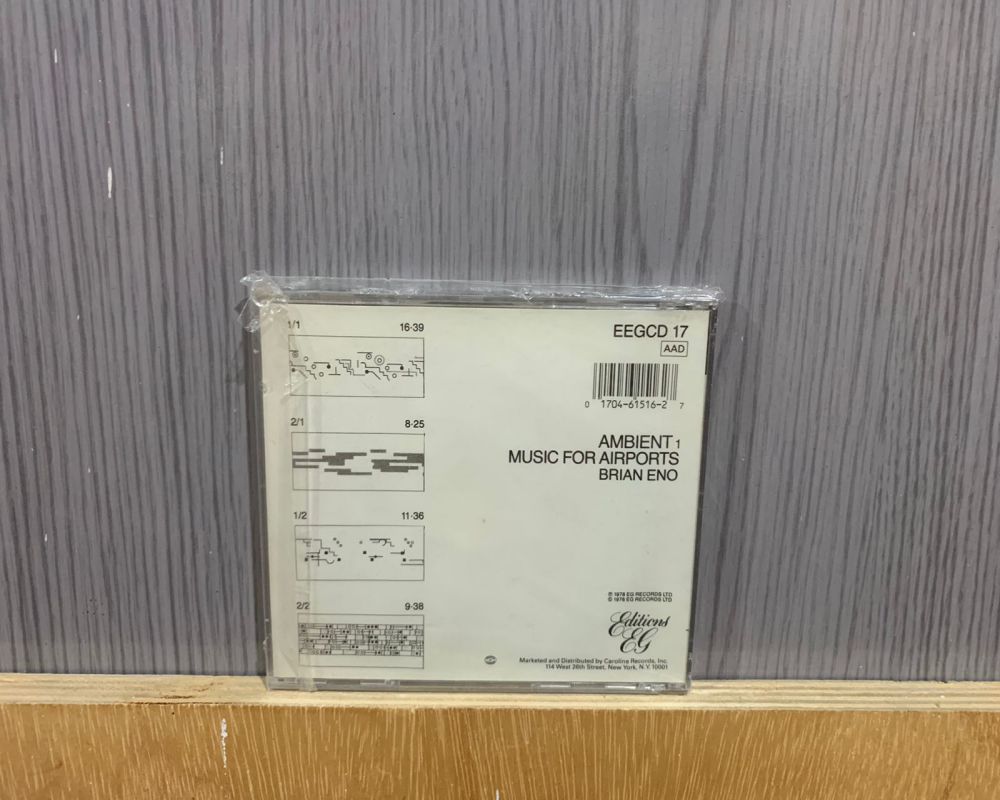 1/1 16·39
2/1 8·25
1/2 11·36
2/2 9·38
EEGCD 17
AAD
0 1704-61516-2 7
AMBIENT 1
MUSIC FOR AIRPORTS
BRIAN ENO
℗ 1978 EG RECORDS LTD
© 1978 EG RECORDS LTD
Editions
EG
Marketed and Distributed by Caroline Records, Inc.
114 West 26th Street, New York, N.Y. 10001